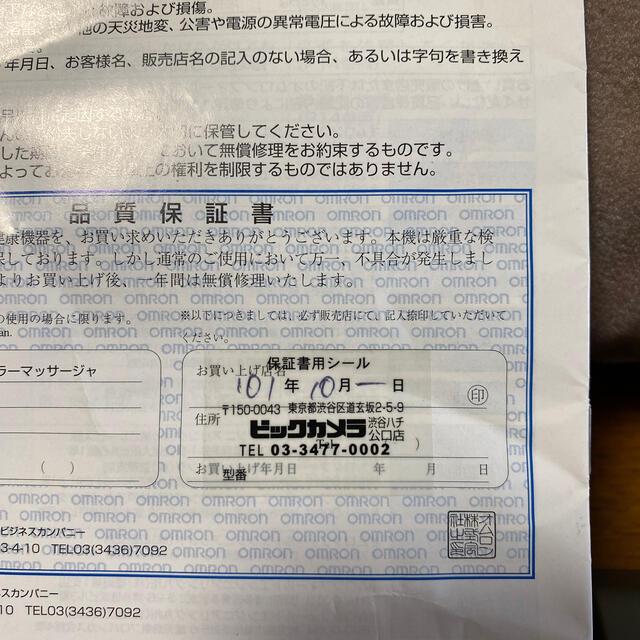 故障および損傷。
他の天災地変、公害や電源の異常電圧による故障および損害。
年月日、お客様名、販売店名の記入のない場合、あるいは字句を書き換え
に保管してください。
した
おいて無償修理をお約束するものです。
よって
の権利を制限するものではありません。
品質保証書
健康機器を、お買い求めいただきありがとうございます。本機は厳重な検
しております。しかし通常のご使用において万一、不具合が発生しまし
よりお買い上げ後、一年間は無償修理いたします。
の使用の場合に限ります。
an.
※以下につきましては、必ず販売店にて、記入捺印していただいて
ください。
ラーマッサージャ
( )
お買い上げ店名
保証書用シール
'01年10月一日
印
住所
〒150-0043 東京都渋谷区道玄坂2-5-9
ビックカメラ 渋谷ハチ公口店
TEL 03-3477-0002
)
お買い上げ年月日 年 月 日
型番
ビジネスカンパニー
3-4-10 TEL03(3436)7092
ネスカンパニー
10 TEL03(3436)7092
OMRON